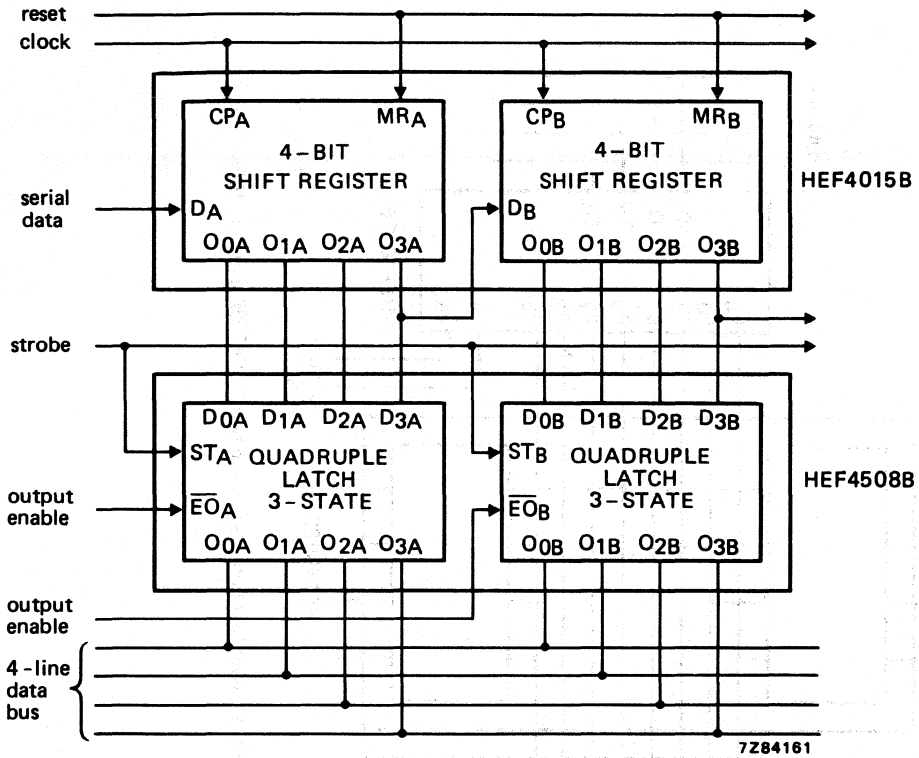 reset
clock
CPA MRA
4-BIT
SHIFT REGISTER
DA
O0A O1A O2A O3A
CPB MRB
4-BIT
SHIFT REGISTER
DB
O0B O1B O2B O3B
HEF4015B
serial
data
strobe
D0A D1A D2A D3A
STA QUADRUPLE
LATCH
3-STATE
E̅O̅A
O0A O1A O2A O3A
D0B D1B D2B D3B
STB QUADRUPLE
LATCH
3-STATE
E̅O̅B
O0B O1B O2B O3B
HEF4508B
output
enable
output
enable
4-line
data
bus
7Z84161